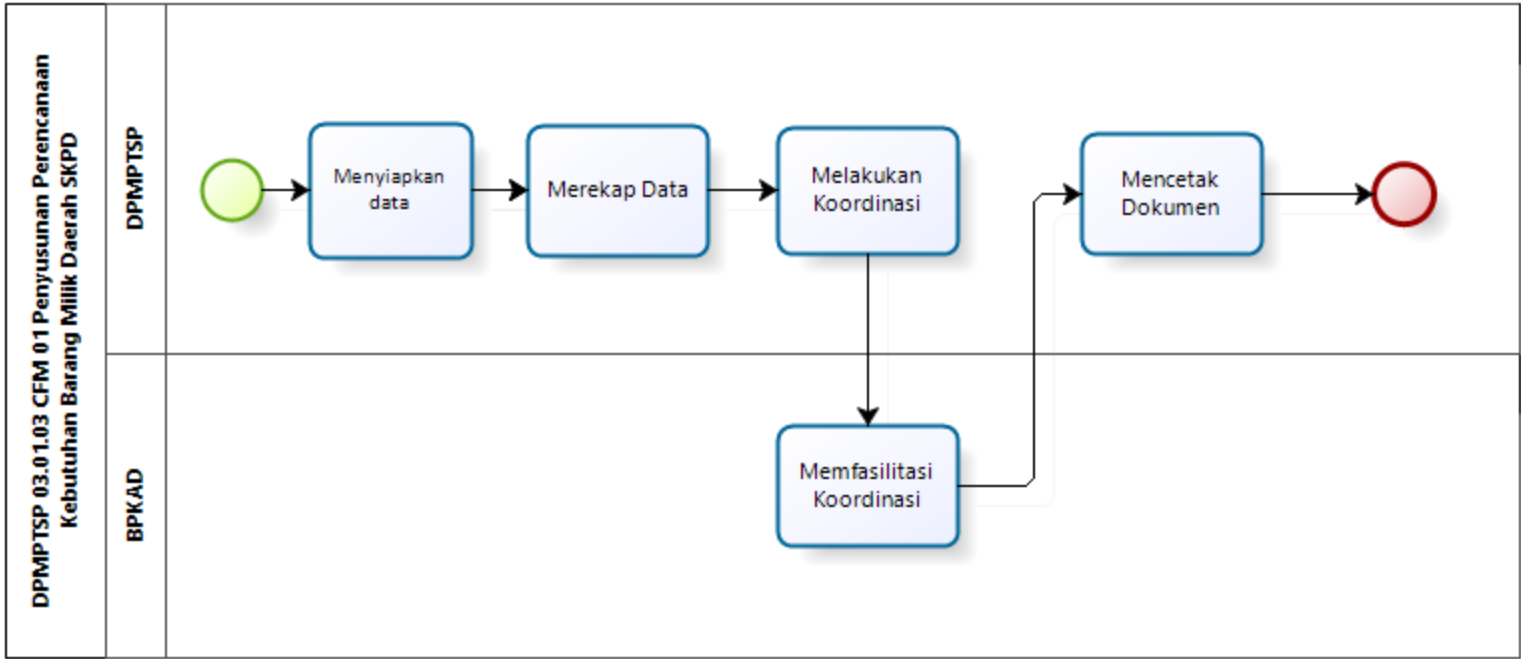 DPMPTSP 03.01.03 CFM 01 Penyusunan Perencanaan
Kebutuhan Barang Milik Daerah SKPD
DPMPTSP
Menyiapkan
data
Merekap Data
Melakukan
Koordinasi
Mencetak
Dokumen
BPKAD
Memfasilitasi
Koordinasi